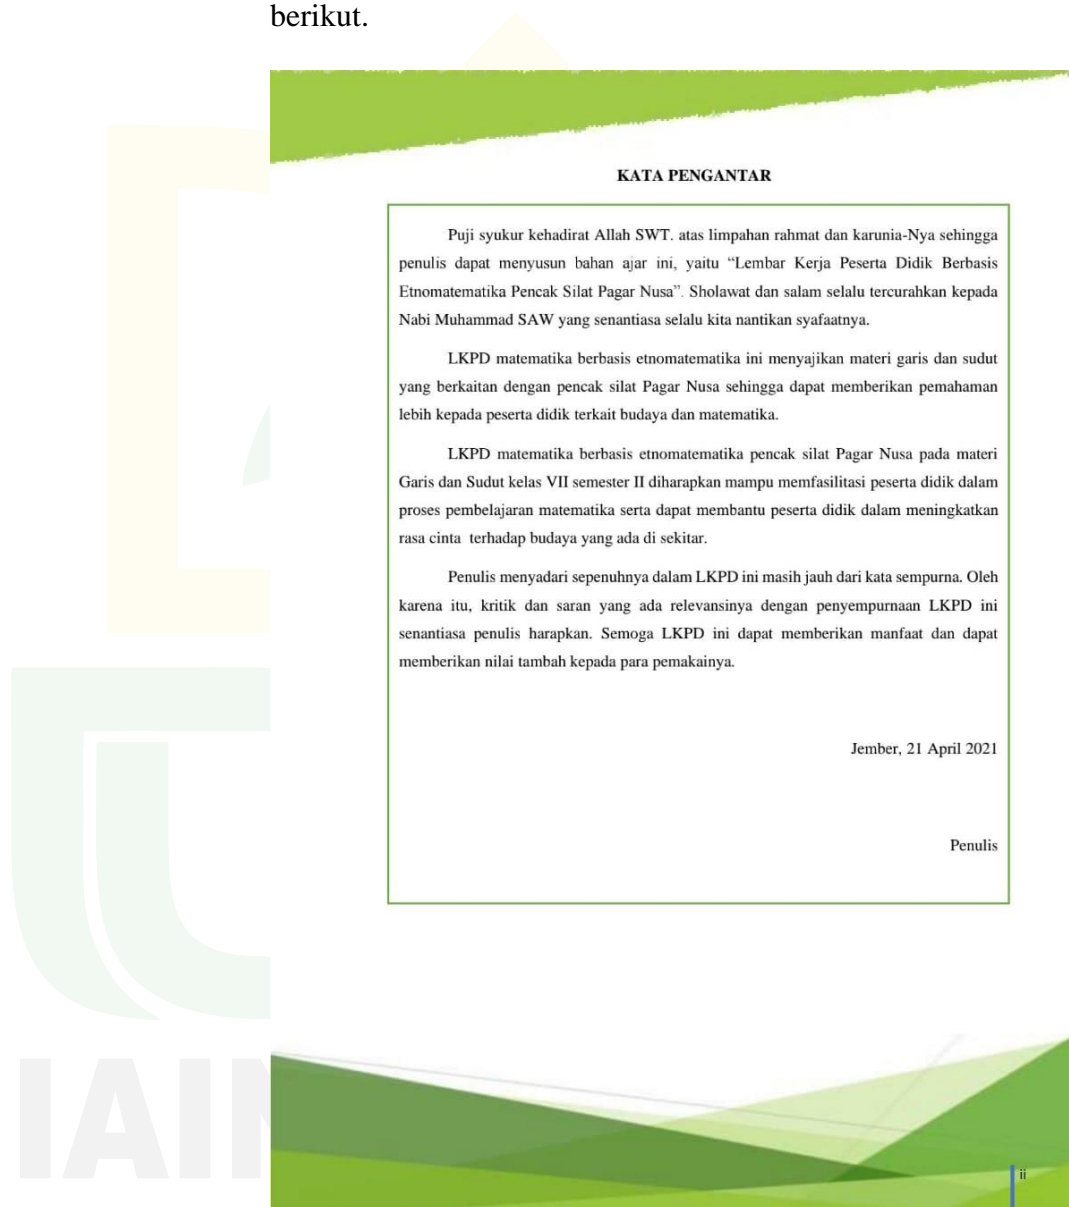 berikut.
KATA PENGANTAR
Puji syukur kehadirat Allah SWT. atas limpahan rahmat dan karunia-Nya sehingga
penulis dapat menyusun bahan ajar ini, yaitu “Lembar Kerja Peserta Didik Berbasis
Etnomatematika Pencak Silat Pagar Nusa”. Sholawat dan salam selalu tercurahkan kepada
Nabi Muhammad SAW yang senantiasa selalu kita nantikan syafaatnya.
LKPD matematika berbasis etnomatematika ini menyajikan materi garis dan sudut
yang berkaitan dengan pencak silat Pagar Nusa sehingga dapat memberikan pemahaman
lebih kepada peserta didik terkait budaya dan matematika.
LKPD matematika berbasis etnomatematika pencak silat Pagar Nusa pada materi
Garis dan Sudut kelas VII semester II diharapkan mampu memfasilitasi peserta didik dalam
proses pembelajaran matematika serta dapat membantu peserta didik dalam meningkatkan
rasa cinta terhadap budaya yang ada di sekitar.
Penulis menyadari sepenuhnya dalam LKPD ini masih jauh dari kata sempurna. Oleh
karena itu, kritik dan saran yang ada relevansinya dengan penyempurnaan LKPD ini
senantiasa penulis harapkan. Semoga LKPD ini dapat memberikan manfaat dan dapat
memberikan nilai tambah kepada para pemakainya.
Jember, 21 April 2021
Penulis
IAIN
ii